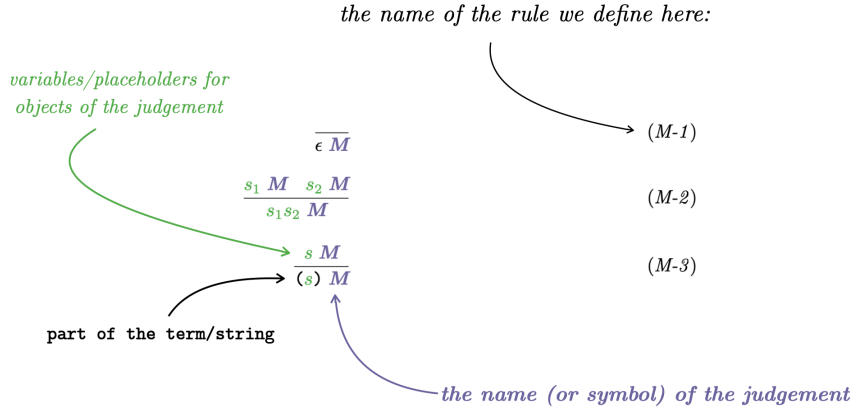 the name of the rule we define here:
variables/placeholders for
objects of the judgement
(M-1)
ϵ M
s₁ M s₂ M
s₁s₂ M
(M-2)
s M
(s) M
(M-3)
part of the term/string
the name (or symbol) of the judgement